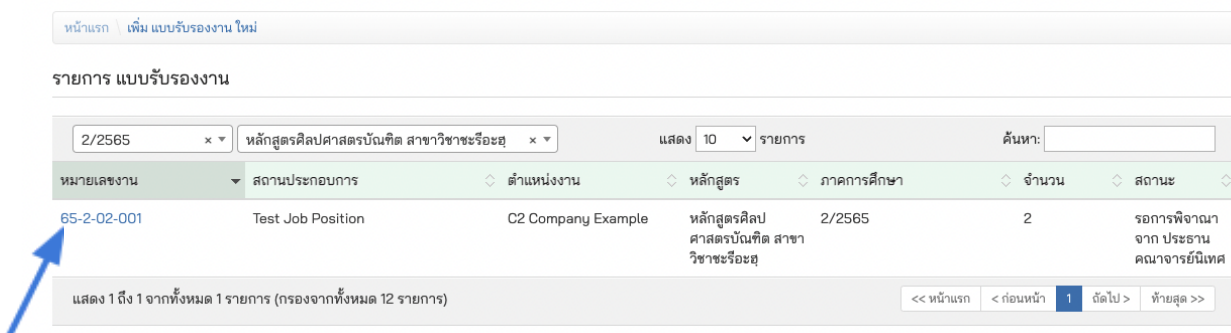 หน้าแรก \ เพิ่ม แบบรับรองงาน ใหม่
รายการ แบบรับรองงาน
2/2565 × หลักสูตรศิลปศาสตรบัณฑิต สาขาวิชาชะรีอะฮฺ × แสดง 10 รายการ ค้นหา:
หมายเลขงาน สถานประกอบการ ตำแหน่งงาน หลักสูตร ภาคการศึกษา จำนวน สถานะ
65-2-02-001 Test Job Position C2 Company Example หลักสูตรศิลป 2/2565 2 รอการพิจาณา
ศาสตรบัณฑิต สาขา จาก ประธาน
วิชาชะรีอะฮฺ คณาจารย์นิเทศ
แสดง 1 ถึง 1 จากทั้งหมด 1 รายการ (กรองจากทั้งหมด 12 รายการ) << หน้าแรก < ก่อนหน้า 1 ถัดไป > ท้ายสุด >>